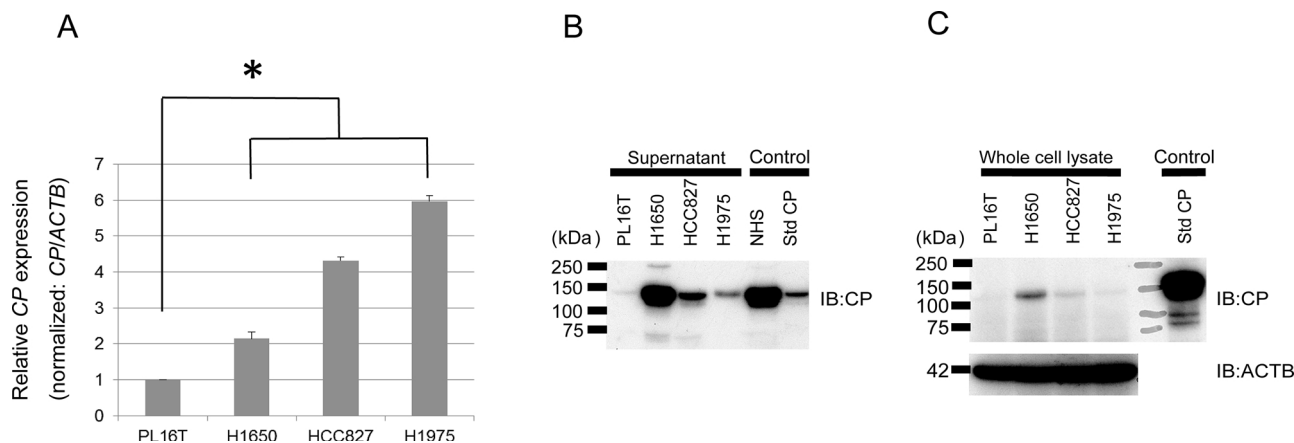 A
*
Relative CP expression
(normalized: CP/ACTB)
7
6
5
4
3
2
1
0
PL16T H1650 HCC827 H1975
B
Supernatant Control
PL16T H1650 HCC827 H1975 NHS Std CP
(kDa)
250
150
100
75
IB:CP
C
Whole cell lysate Control
PL16T H1650 HCC827 H1975 Std CP
(kDa)
250
150
100
75
IB:CP
42
IB:ACTB